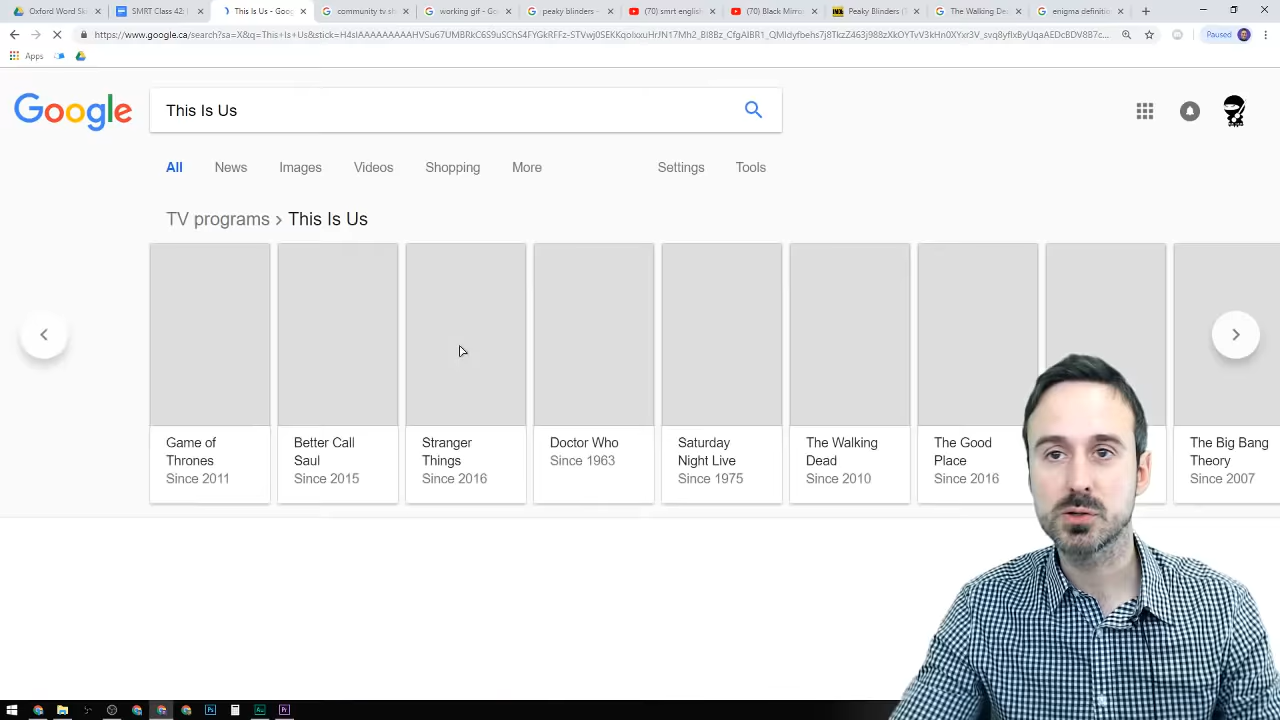 Oxford Word Sk
SMRT Class 42:
This Is Us - Goo
community tv sh
working gif - Go
peaky blinders -
(70) smrt english
(70) Black Mirro
Peaky Blinders (T
The Walking De
enigma definiti
Paused
Apps
Google
This Is Us
All
News
Images
Videos
Shopping
More
Settings
Tools
TV programs › This Is Us
Game of
Thrones
Since 2011
Better Call
Saul
Since 2015
Stranger
Things
Since 2016
Doctor Who
Since 1963
Saturday
Night Live
Since 1975
The Walking
Dead
Since 2010
The Good
Place
Since 2016
The Big Bang
Theory
Since 2007